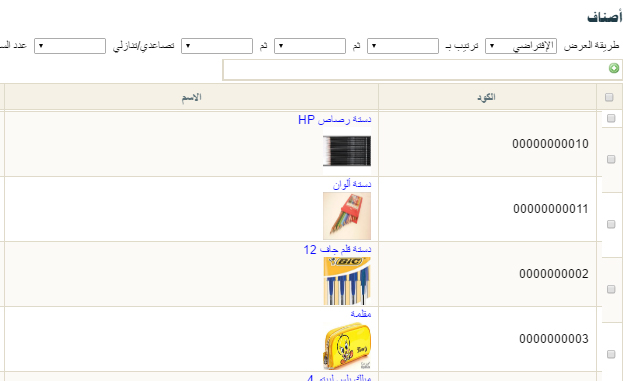 أصناف
طريقة العرض الإفتراضي ترتيب بـ ثم ثم تصاعدي/تنازلي عدد
الكود الاسم
دستة رصاص HP
00000000010
دستة ألوان
00000000011
دستة قلم جاف 12
BIC
0000000002
مقلمة
0000000003